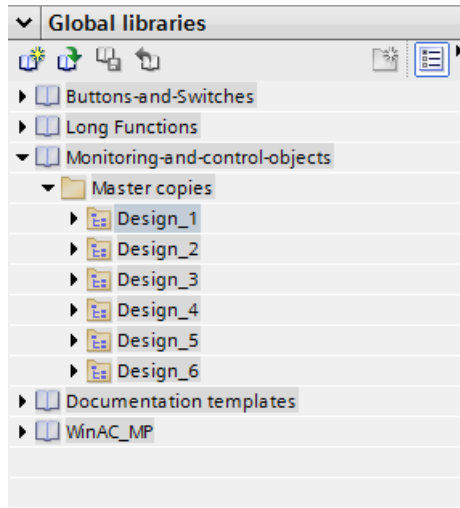 Global libraries
Buttons-and-Switches
Long Functions
Monitoring-and-control-objects
Master copies
Design_1
Design_2
Design_3
Design_4
Design_5
Design_6
Documentation templates
WinAC_MP